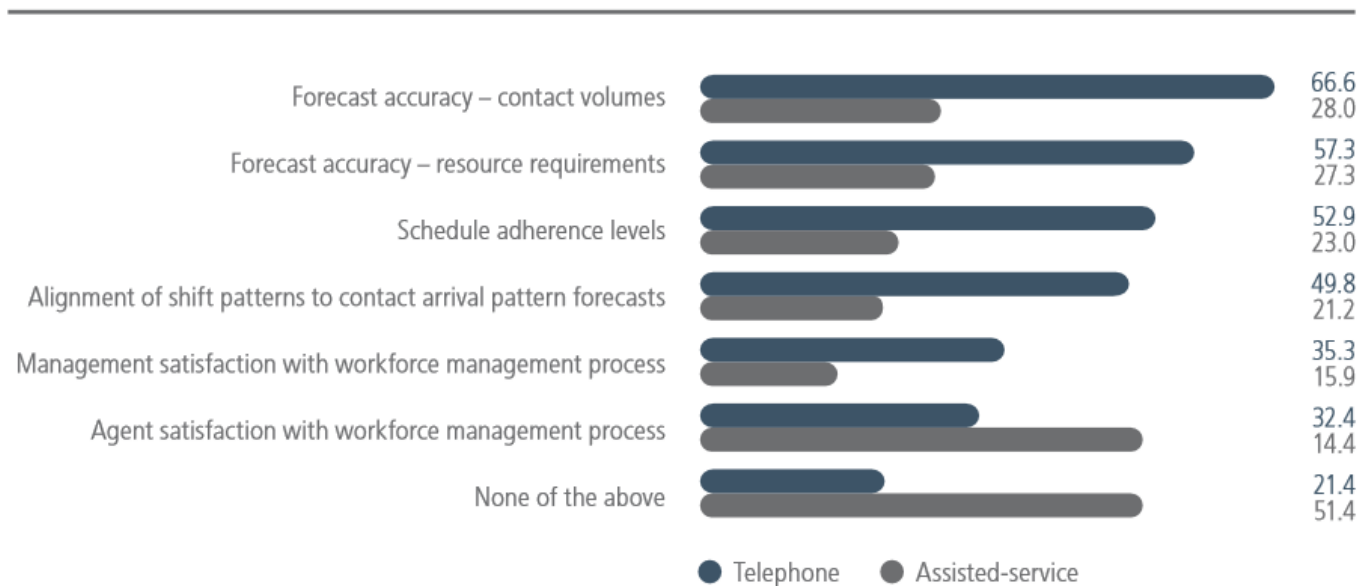 Forecast accuracy – contact volumes
66.6
28.0
Forecast accuracy – resource requirements
57.3
27.3
Schedule adherence levels
52.9
23.0
Alignment of shift patterns to contact arrival pattern forecasts
49.8
21.2
Management satisfaction with workforce management process
35.3
15.9
Agent satisfaction with workforce management process
32.4
14.4
None of the above
21.4
51.4
Telephone Assisted-service